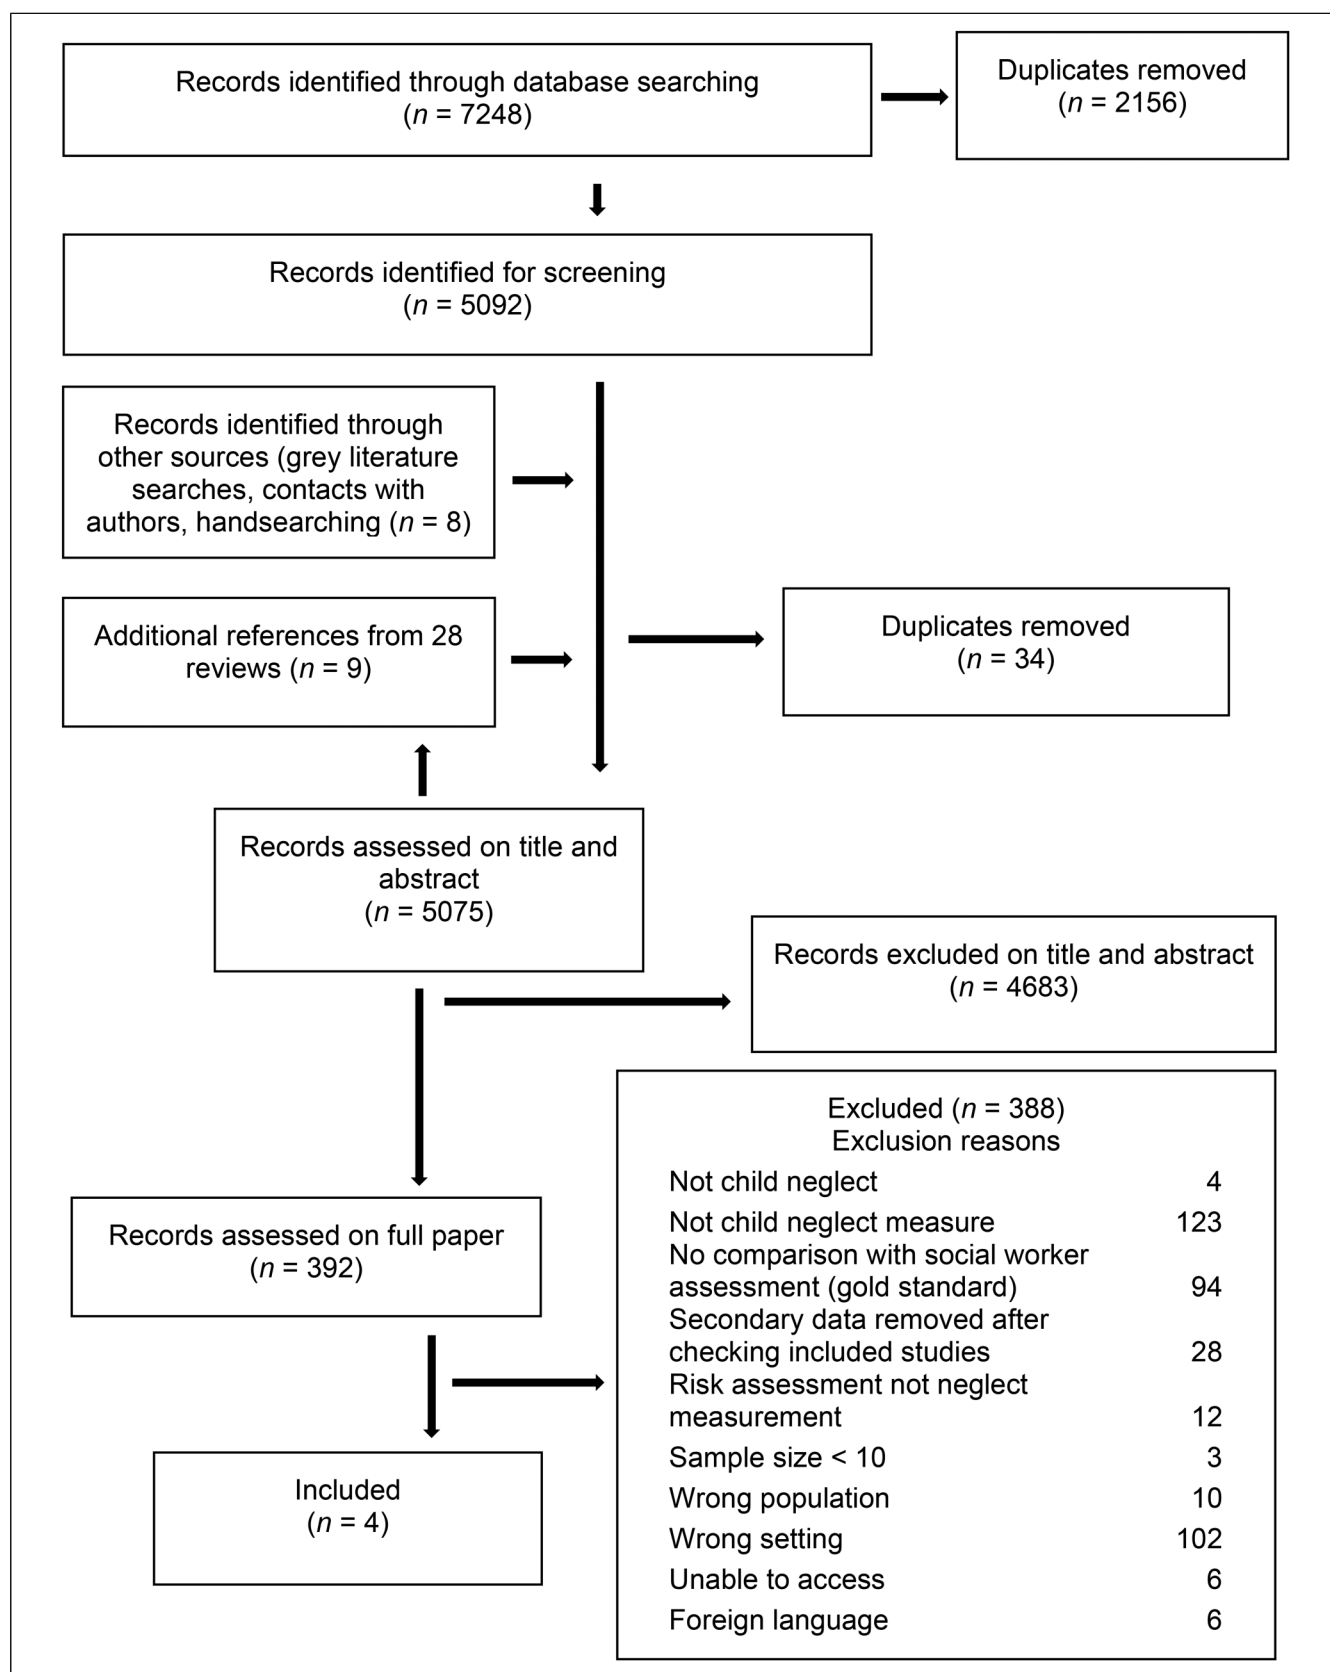 Records identified through database searching
(n = 7248)
Duplicates removed
(n = 2156)
Records identified for screening
(n = 5092)
Records identified through
other sources (grey literature
searches, contacts with
authors, handsearching (n = 8)
Additional references from 28
reviews (n = 9)
Duplicates removed
(n = 34)
Records assessed on title and
abstract
(n = 5075)
Records excluded on title and abstract
(n = 4683)
Records assessed on full paper
(n = 392)
Excluded (n = 388)
Exclusion reasons
Not child neglect 4
Not child neglect measure 123
No comparison with social worker
assessment (gold standard) 94
Secondary data removed after
checking included studies 28
Risk assessment not neglect
measurement 12
Sample size < 10 3
Wrong population 10
Wrong setting 102
Unable to access 6
Foreign language 6
Included
(n = 4)